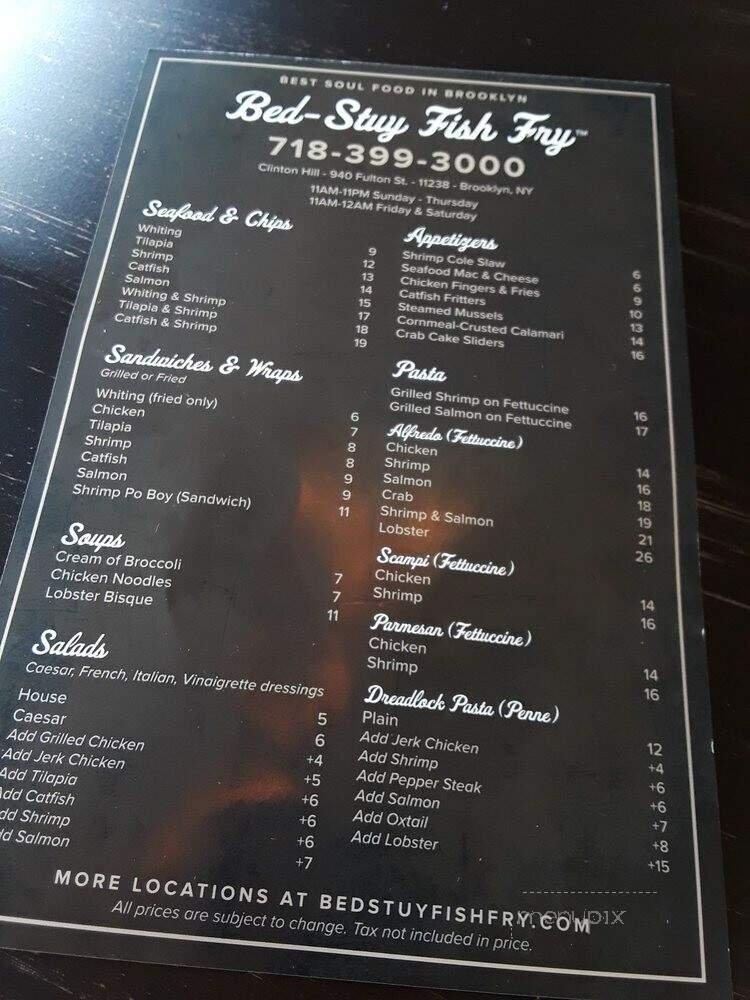 BEST SOUL FOOD IN BROOKLYN
Bed-Stuy Fish Fry™
718-399-3000
Clinton Hill - 940 Fulton St. - 11238 - Brooklyn, NY
11AM-11PM Sunday - Thursday
11AM-12AM Friday & Saturday
Seafood & Chips
Whiting 9
Tilapia 12
Shrimp 13
Catfish 14
Salmon 15
Whiting & Shrimp 17
Tilapia & Shrimp 18
Catfish & Shrimp 19
Sandwiches & Wraps
Grilled or Fried
Whiting (fried only) 6
Chicken 7
Tilapia 8
Shrimp 8
Catfish 9
Salmon 9
Shrimp Po Boy (Sandwich) 11
Soups
Cream of Broccoli 7
Chicken Noodles 7
Lobster Bisque 11
Salads
Caesar, French, Italian, Vinaigrette dressings
House 5
Caesar 6
Add Grilled Chicken +4
Add Jerk Chicken +5
Add Tilapia +6
Add Catfish +6
dd Shrimp +6
d Salmon +7
Appetizers
Shrimp Cole Slaw 6
Seafood Mac & Cheese 6
Chicken Fingers & Fries 9
Catfish Fritters 10
Steamed Mussels 13
Cornmeal-Crusted Calamari 14
Crab Cake Sliders 16
Pasta
Grilled Shrimp on Fettuccine 16
Grilled Salmon on Fettuccine 17
Alfredo (Fettuccine)
Chicken 14
Shrimp 16
Salmon 18
Crab 19
Shrimp & Salmon 21
Lobster 26
Scampi (Fettuccine)
Chicken 14
Shrimp 16
Parmesan (Fettuccine)
Chicken 14
Shrimp 16
Dreadlock Pasta (Penne)
Plain 12
Add Jerk Chicken +4
Add Shrimp +6
Add Pepper Steak +6
Add Salmon +7
Add Oxtail +8
Add Lobster +15
MORE LOCATIONS AT BEDSTUYFISHFRY.COM
All prices are subject to change. Tax not included in price.
menupix